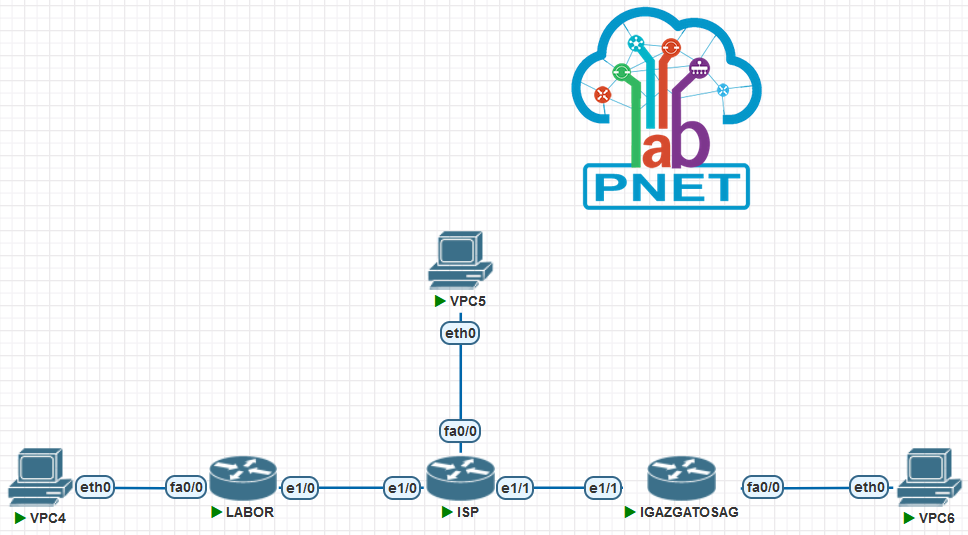 lab
PNET
VPC5
eth0
fa0/0
eth0
fa0/0
e1/0
e1/0
e1/1
e1/1
fa0/0
eth0
VPC4
LABOR
ISP
IGAZGATOSAG
VPC6